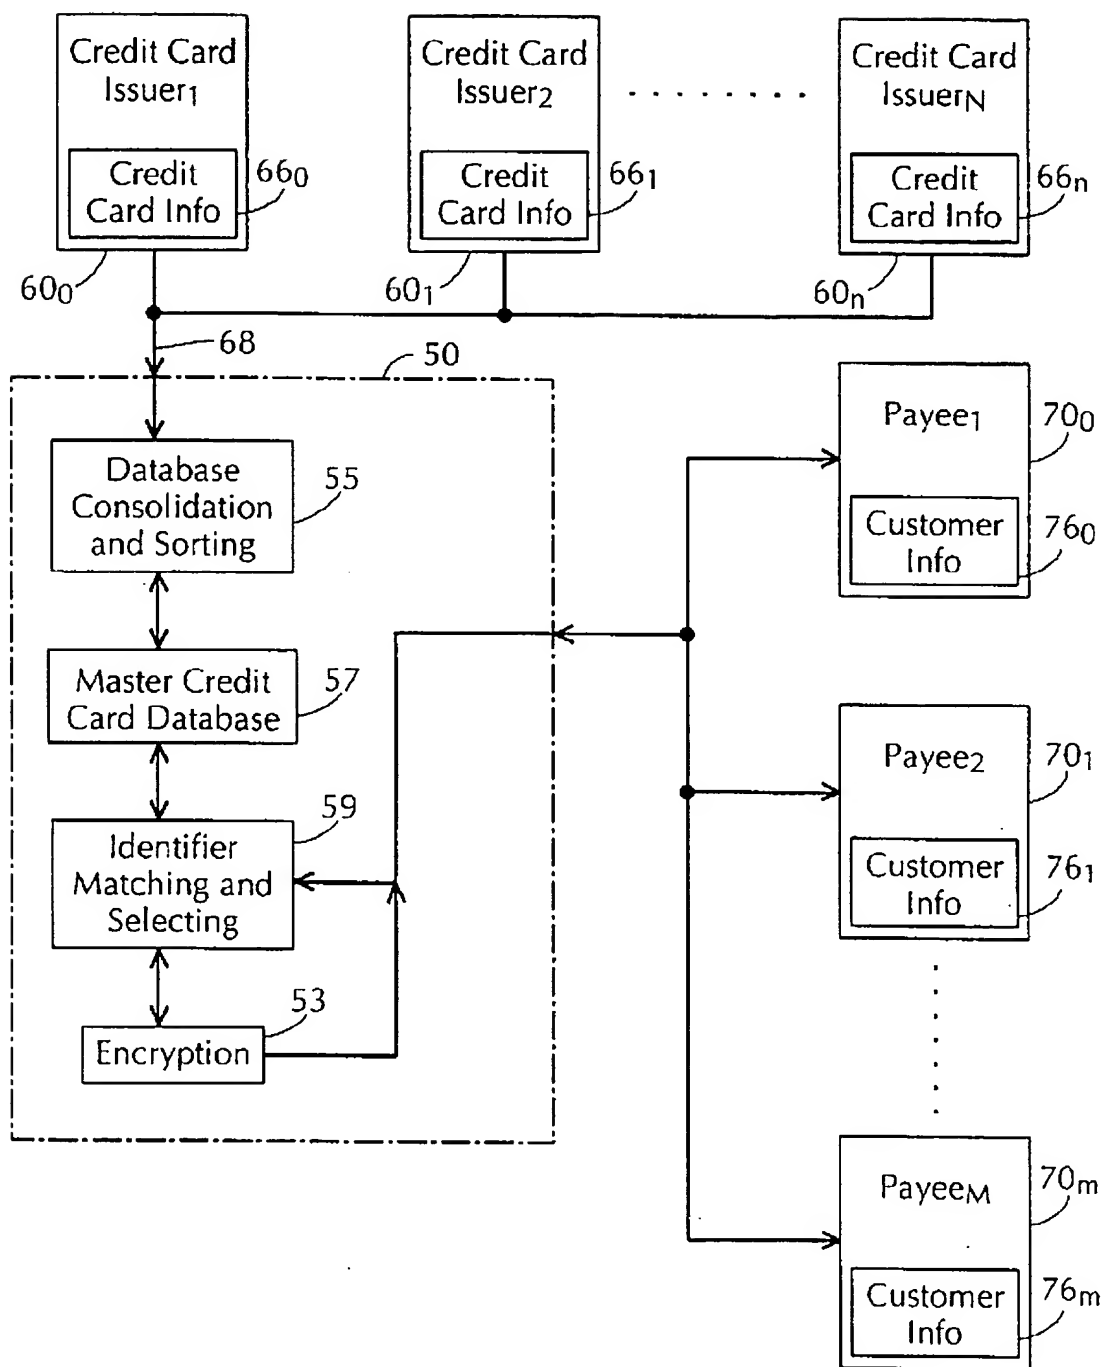 Credit Card
Issuer1
Credit
Card Info
660
600
Credit Card
Issuer2
Credit
Card Info
661
601
Credit Card
IssuerN
Credit
Card Info
66n
60n
68
50
Database
Consolidation
and Sorting
55
Master Credit
Card Database
57
Identifier
Matching and
Selecting
59
Encryption
53
Payee1
700
Customer
Info
760
Payee2
701
Customer
Info
761
PayeeM
70m
Customer
Info
76m